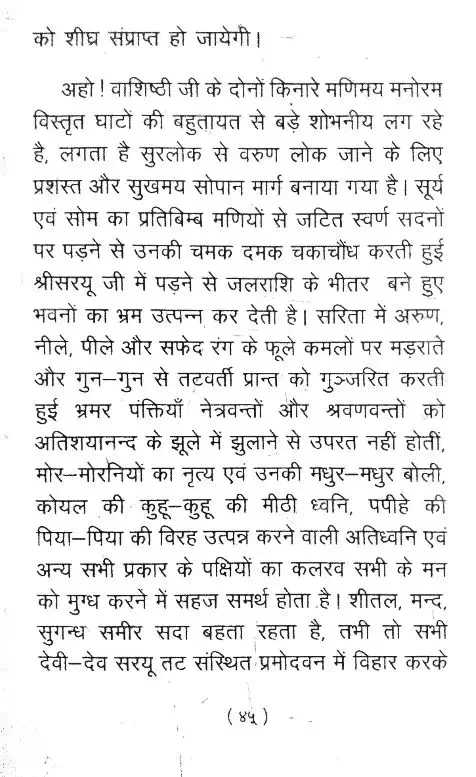 को शीघ्र संप्राप्त हो जायेगी।
अहो ! वाशिष्ठी जी के दोनों किनारे मणिमय मनोरम
विस्तृत घाटों की बहुतायत से बड़े शोभनीय लग रहे
है, लगता है सुरलोक से वरुण लोक जाने के लिए
प्रशस्त और सुखमय सोपान मार्ग बनाया गया है। सूर्य
एवं सोम का प्रतिबिम्ब मणियों से जटित स्वर्ण सदनों
पर पड़ने से उनकी चमक दमक चकाचौंध करती हुई
श्रीसरयू जी में पड़ने से जलराशि के भीतर बने हुए
भवनों का भ्रम उत्पन्न कर देती है। सरिता में अरुण,
नीले, पीले और सफेद रंग के फूले कमलों पर मड़राते
और गुन-गुन से तटवर्ती प्रान्त को गुञ्जरित करती
हुई भ्रमर पंक्तियाँ नेत्रवन्तों और श्रवणवन्तों को
अतिशयानन्द के झूले में झुलाने से उपरत नहीं होतीं,
मोर-मोरनियों का नृत्य एवं उनकी मधुर-मधुर बोली,
कोयल की कुहू-कुहू की मीठी ध्वनि, पपीहे की
पिया-पिया की विरह उत्पन्न करने वाली अतिध्वनि एवं
अन्य सभी प्रकार के पक्षियों का कलरव सभी के मन
को मुग्ध करने में सहज समर्थ होता है। शीतल, मन्द,
सुगन्ध समीर सदा बहता रहता है, तभी तो सभी
देवी-देव सरयू तट संस्थित प्रमोदवन में विहार करके
( ४५ )